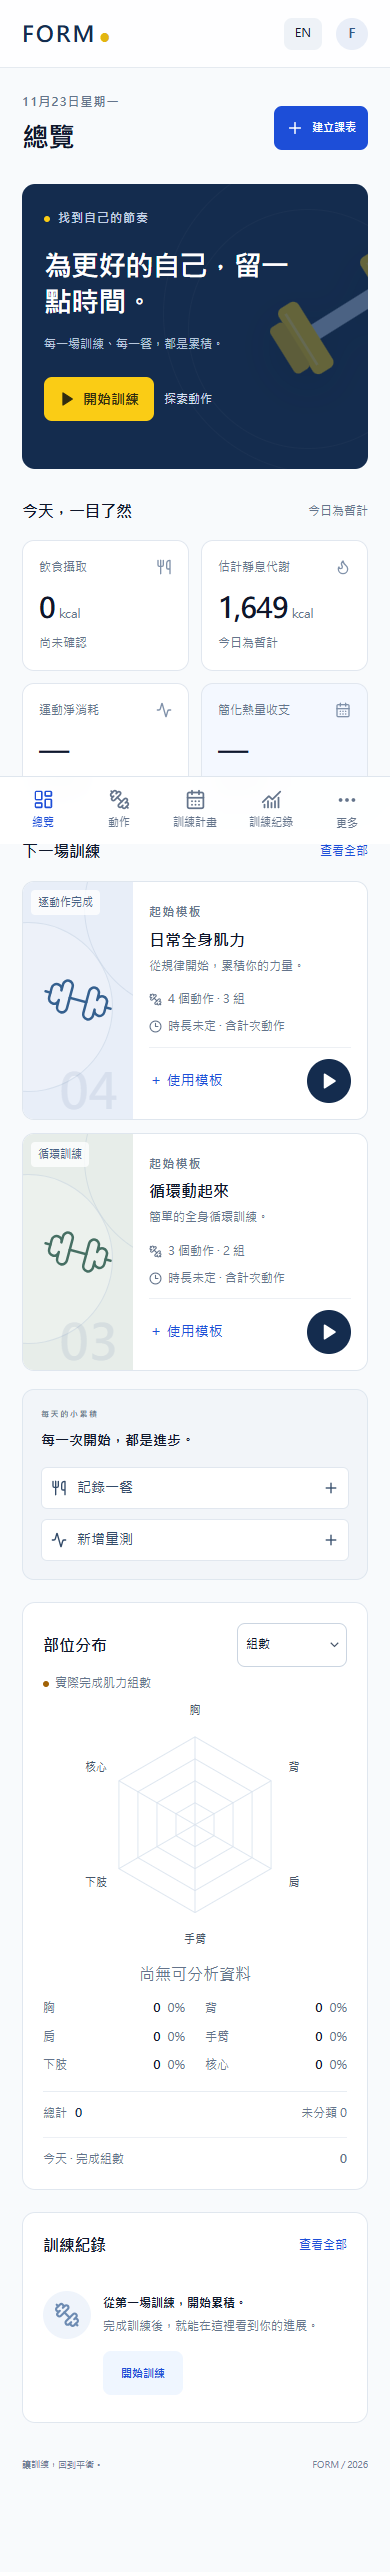 FORM
EN
F
11月23日星期一
總覽
建立課表
找到自己的節奏
為更好的自己，留一
點時間。
每一場訓練、每一餐，都是累積。
開始訓練
探索動作
今天，一目了然
今日為暫計
飲食攝取
0 kcal
尚未確認
估計靜息代謝
1,649 kcal
今日為暫計
運動淨消耗
—
簡化熱量收支
—
總覽
動作
訓練計畫
訓練紀錄
更多
下一場訓練
查看全部
逐動作完成
04
起始模板
日常全身肌力
從規律開始，累積你的力量。
4 個動作 · 3 組
時長未定 · 含計次動作
+ 使用模板
循環訓練
03
起始模板
循環動起來
簡單的全身循環訓練。
3 個動作 · 2 組
時長未定 · 含計次動作
+ 使用模板
每天的小累積
每一次開始，都是進步。
記錄一餐
新增量測
部位分布
組數
實際完成肌力組數
胸
核心
背
下肢
肩
手臂
尚無可分析資料
胸 0 0% 背 0 0%
肩 0 0% 手臂 0 0%
下肢 0 0% 核心 0 0%
總計 0 未分類 0
今天 · 完成組數 0
訓練紀錄
查看全部
從第一場訓練，開始累積。
完成訓練後，就能在這裡看到你的進展。
開始訓練
讓訓練，回到平衡。
FORM / 2026